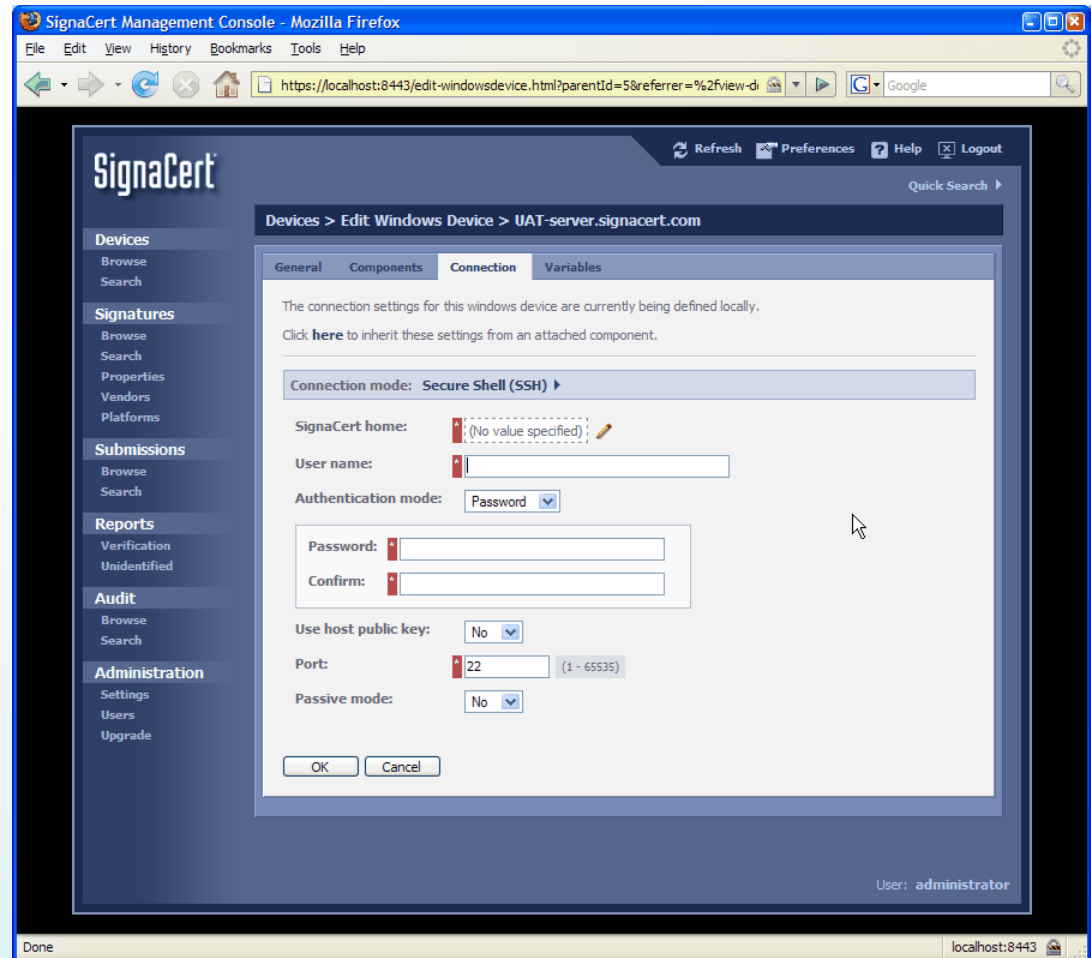 SignaCert Management Console - Mozilla Firefox
File Edit View History Bookmarks Tools Help
https://localhost:8443/edit-windowsdevice.html?parentId=5&referrer=%2fview-d
G Google
SignaCert
Refresh Preferences ? Help Logout
Quick Search
Devices > Edit Windows Device > UAT-server.signacert.com
Devices
Browse
Search
Signatures
Browse
Search
Properties
Vendors
Platforms
Submissions
Browse
Search
Reports
Verification
Unidentified
Audit
Browse
Search
Administration
Settings
Users
Upgrade
General Components Connection Variables
The connection settings for this windows device are currently being defined locally.
Click here to inherit these settings from an attached component.
Connection mode: Secure Shell (SSH)
SignaCert home: * (No value specified)
User name: *
Authentication mode: Password
Password: *
Confirm: *
Use host public key: No
Port: * 22 (1 - 65535)
Passive mode: No
OK Cancel
User: administrator
Done localhost:8443